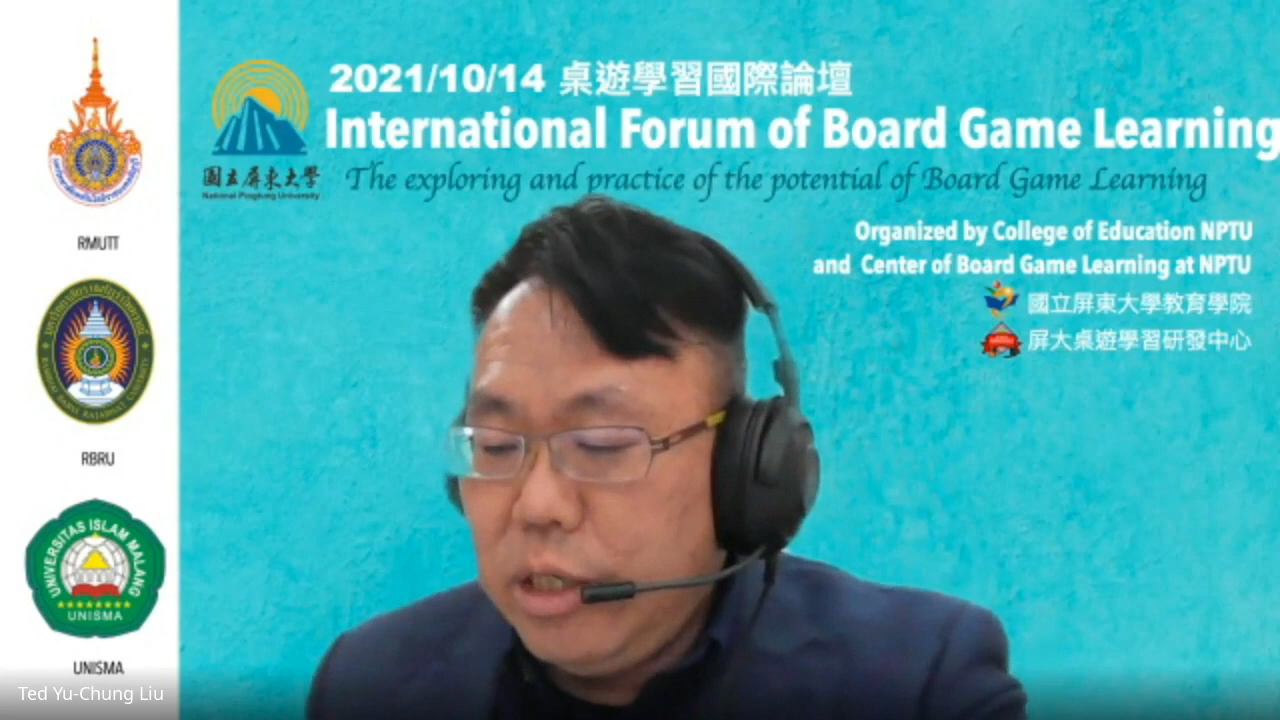 2021/10/14 桌遊學習國際論壇
International Forum of Board Game Learning
The exploring and practice of the potential of Board Game Learning
國立屏東大學
National Pingtung University
Organized by College of Education NPTU
and Center of Board Game Learning at NPTU
國立屏東大學教育學院
屏大桌遊學習研發中心
RMUTT
RBRU
UNIVERSITAS ISLAM MALANG
UNISMA
UNISMA
Ted Yu-Chung Liu